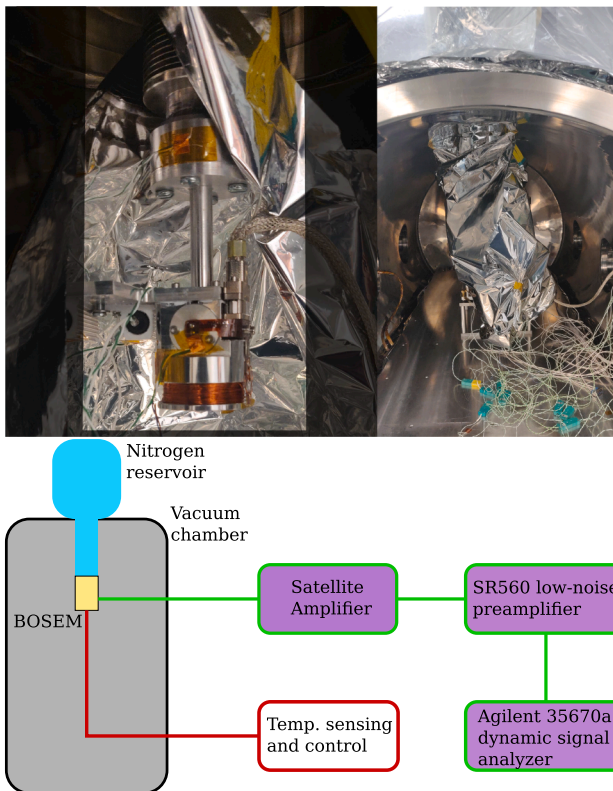 Nitrogen
reservoir
Vacuum
chamber
BOSEM
Satellite
Amplifier
SR560 low-noise
preamplifier
Temp. sensing
and control
Agilent 35670a
dynamic signal
analyzer